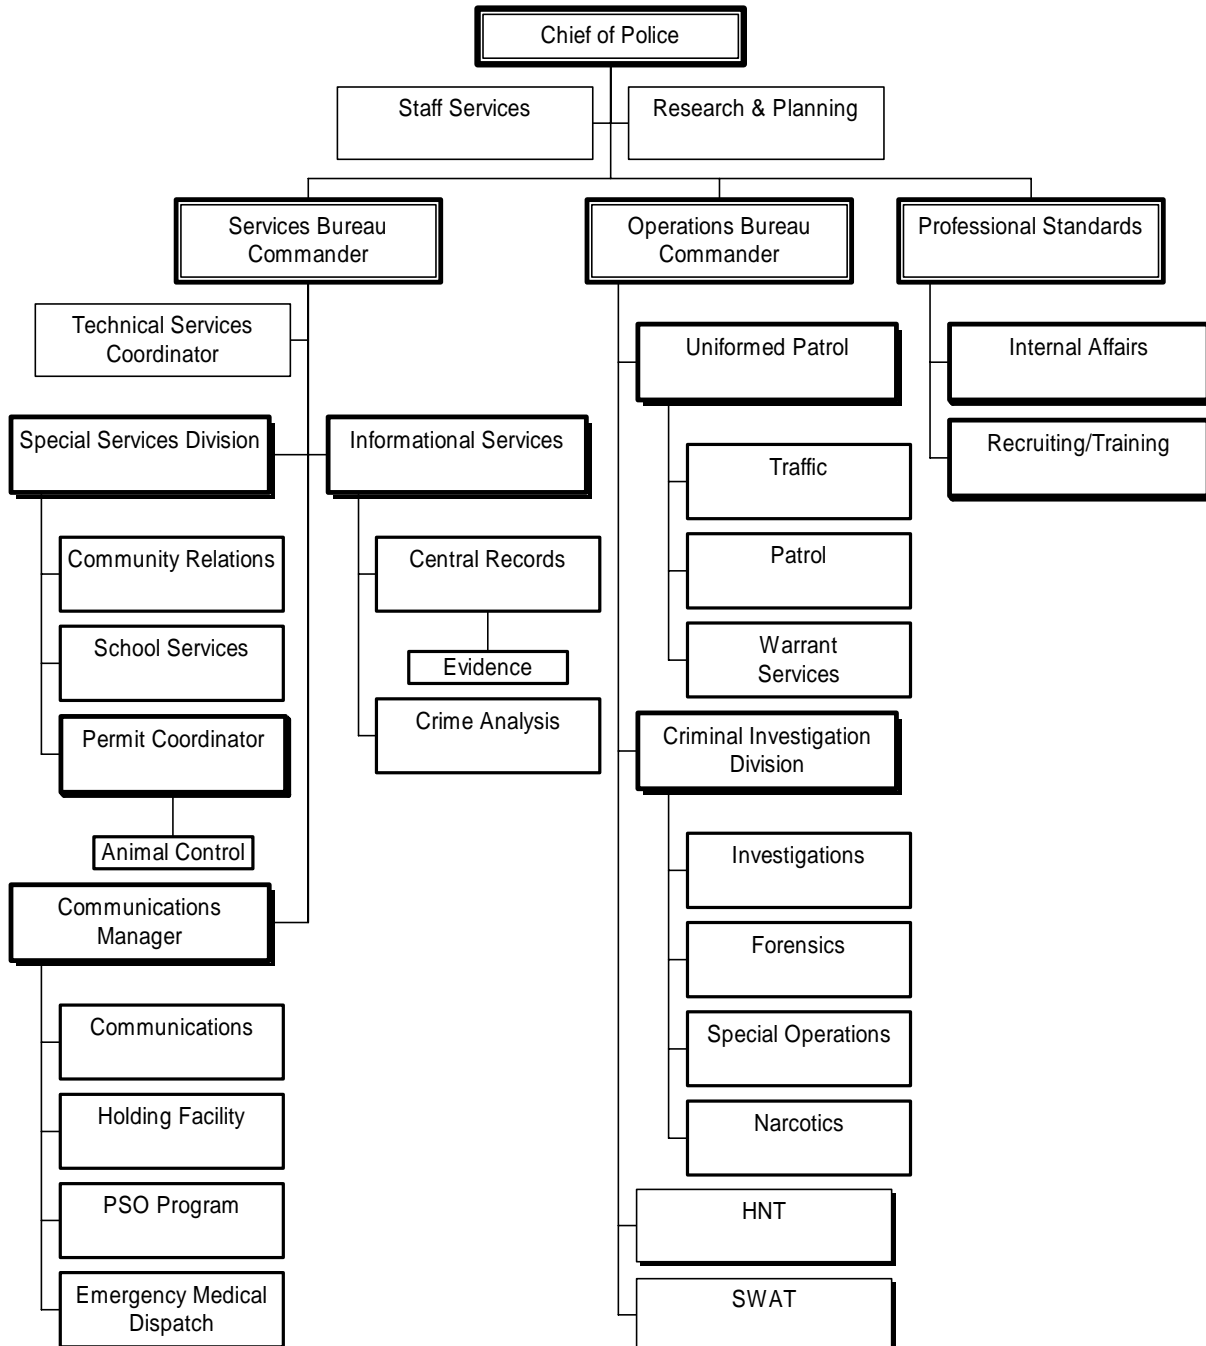 Chief of Police
Staff Services
Research & Planning
Services Bureau
Commander
Operations Bureau
Commander
Professional Standards
Technical Services
Coordinator
Uniformed Patrol
Internal Affairs
Special Services Division
Informational Services
Traffic
Recruiting/Training
Community Relations
Central Records
Patrol
School Services
Evidence
Warrant
Services
Permit Coordinator
Crime Analysis
Criminal Investigation
Division
Animal Control
Investigations
Communications
Manager
Forensics
Communications
Special Operations
Holding Facility
Narcotics
PSO Program
HNT
Emergency Medical
Dispatch
SWAT